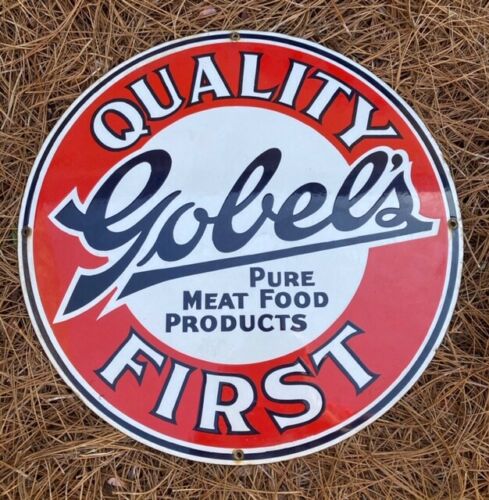 QUALITY
Gobel's
PURE
MEAT FOOD
PRODUCTS
FIRST